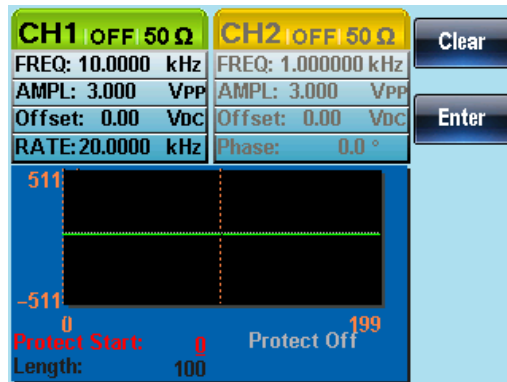 CH1 OFF 50 Ω
FREQ: 10.0000 kHz
AMPL: 3.000 VPP
Offset: 0.00 VDC
RATE: 20.0000 kHz
CH2 OFF 50 Ω
FREQ: 1.000000 kHz
AMPL: 3.000 VPP
Offset: 0.00 VDC
Phase: 0.0 °
Clear
Enter
511
-511
0 199
Protect Start: 0 Protect Off
Length: 100